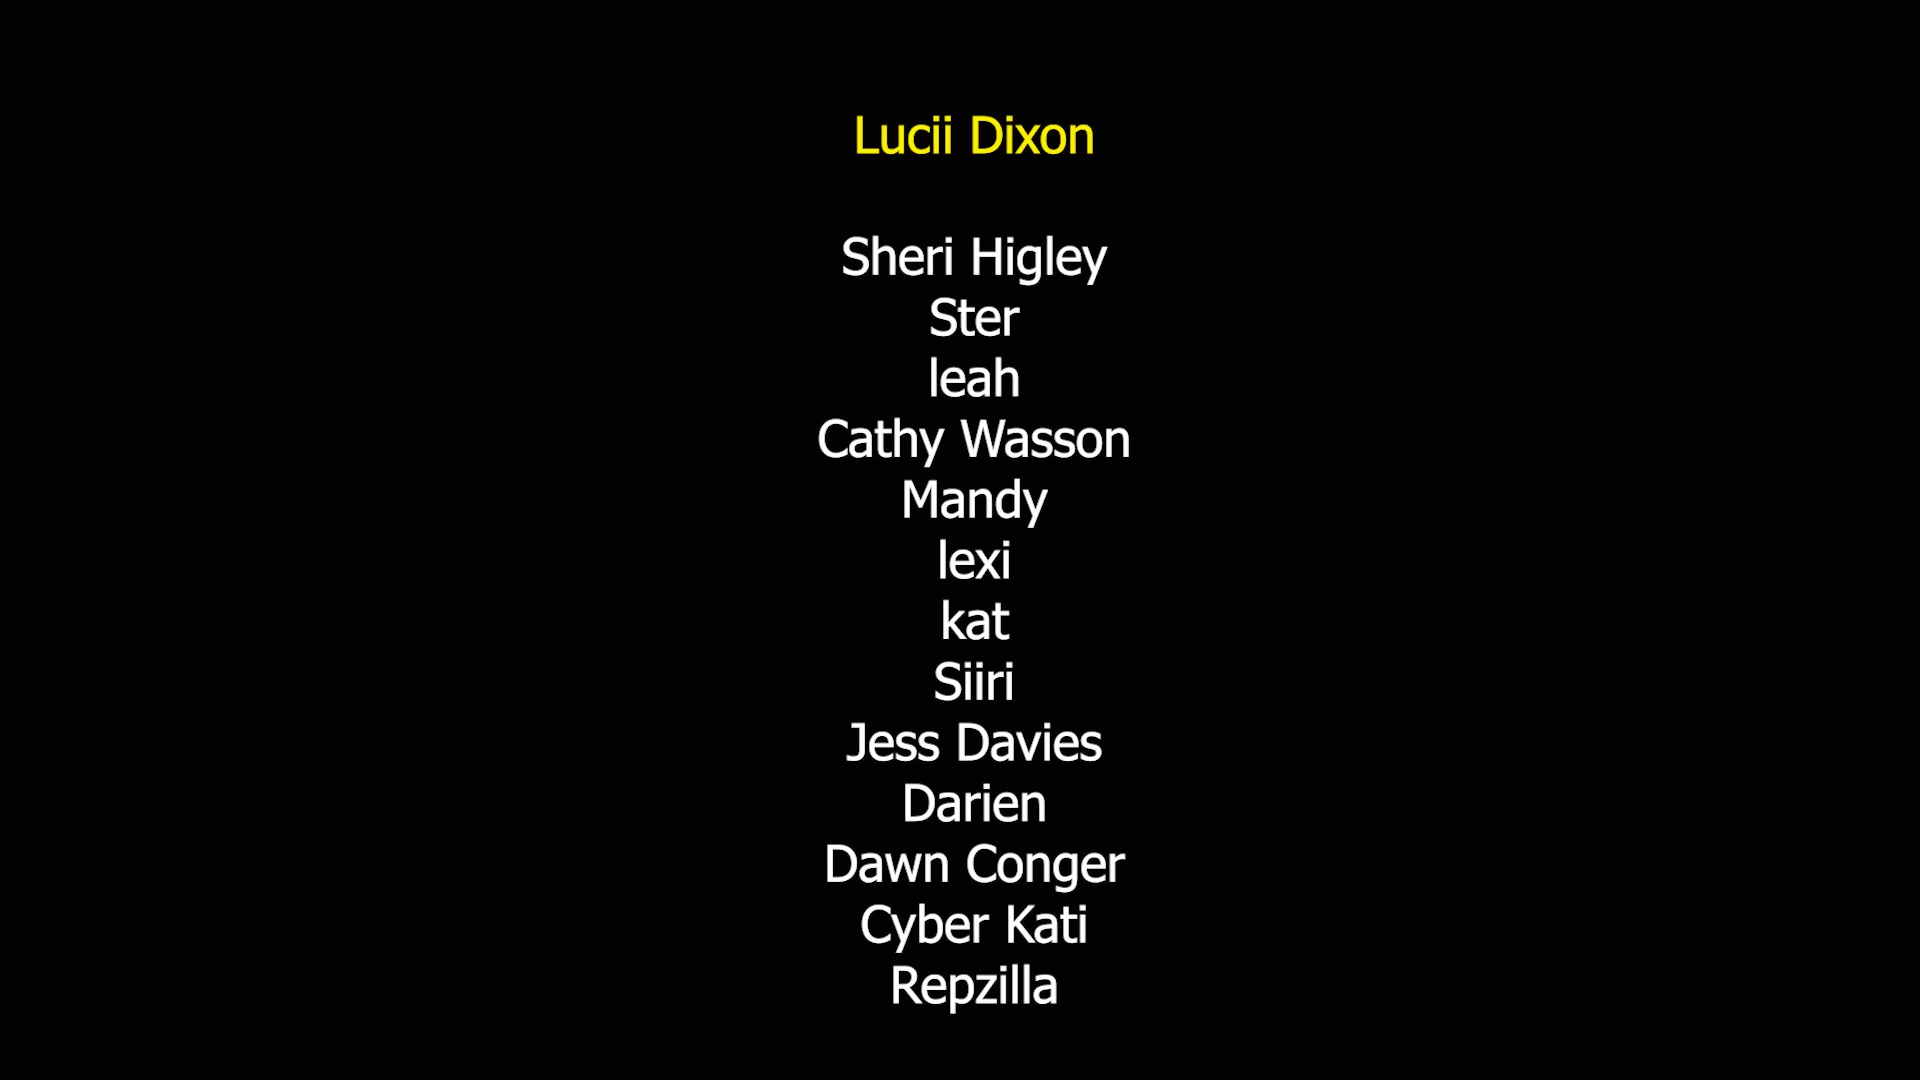 Lucii Dixon
Sheri Higley
Ster
leah
Cathy Wasson
Mandy
lexi
kat
Siiri
Jess Davies
Darien
Dawn Conger
Cyber Kati
Repzilla